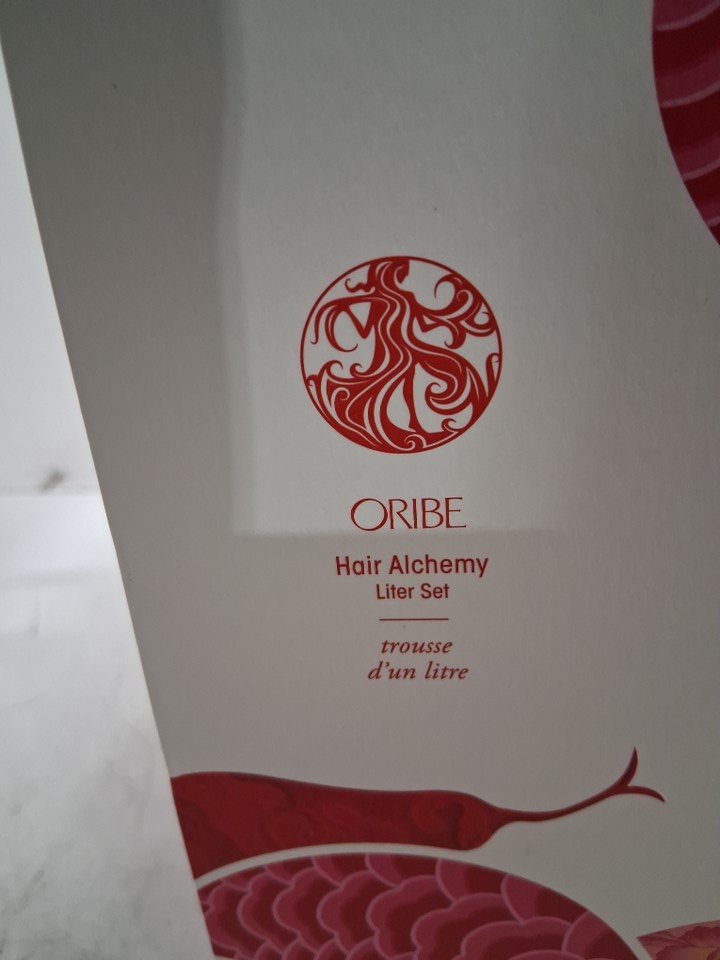 ORIBE
Hair Alchemy
Liter Set
trousse
d'un litre